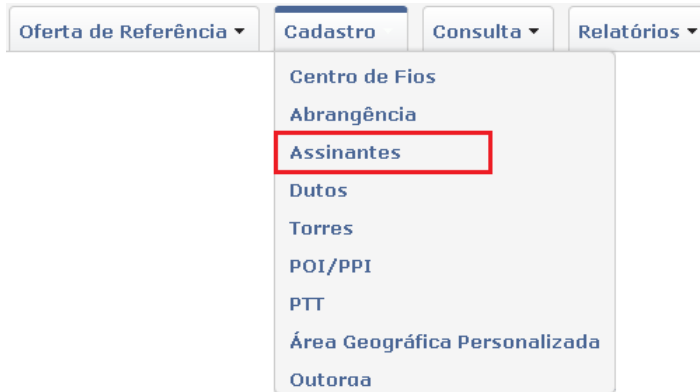 Oferta de Referência Cadastro Consulta Relatórios
Centro de Fios
Abrangência
Assinantes
Dutos
Torres
POI/PPI
PTT
Área Geográfica Personalizada
Outorga